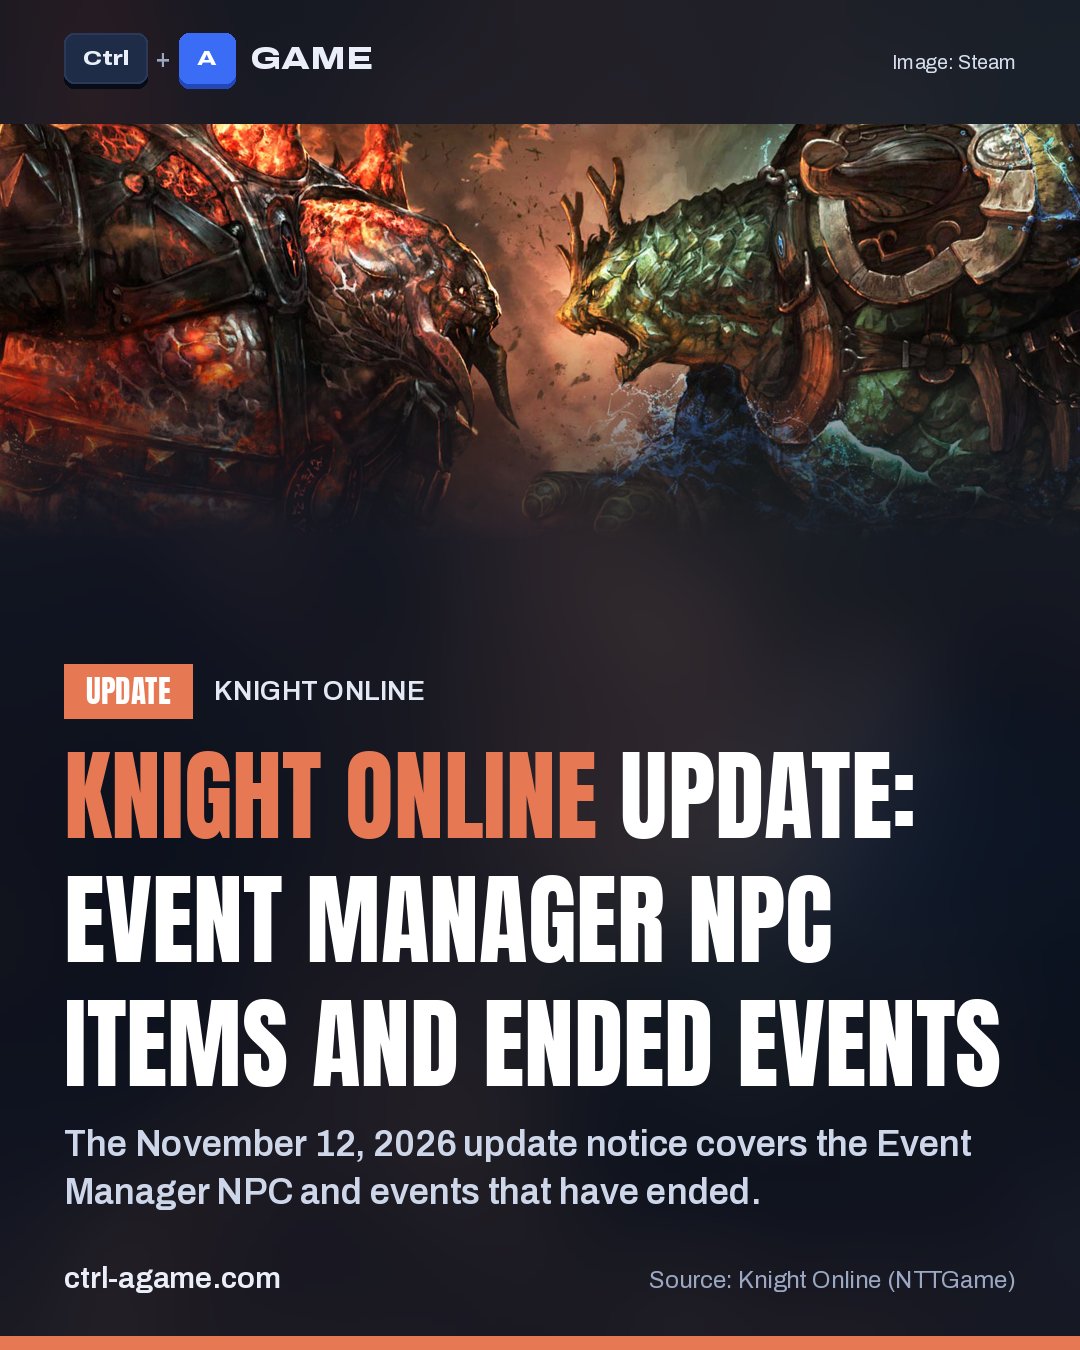 Ctrl + A GAME
Image: Steam
UPDATE KNIGHT ONLINE
KNIGHT ONLINE UPDATE:
EVENT MANAGER NPC
ITEMS AND ENDED EVENTS
The November 12, 2026 update notice covers the Event
Manager NPC and events that have ended.
ctrl-agame.com
Source: Knight Online (NTTGame)